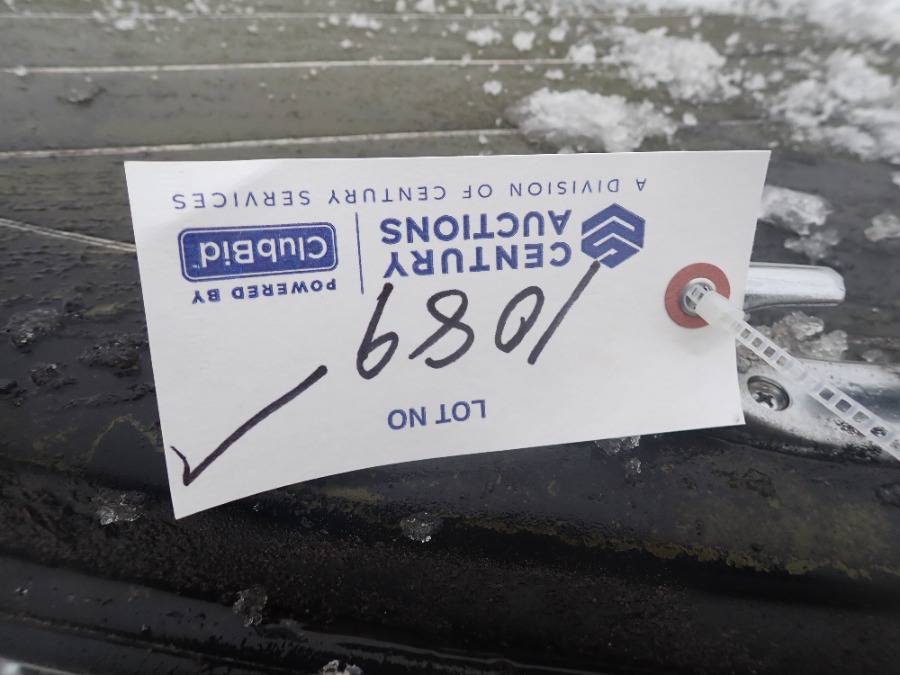 LOT NO
1089 
CENTURY
AUCTIONS
POWERED BY
ClubBid
A DIVISION OF CENTURY SERVICES